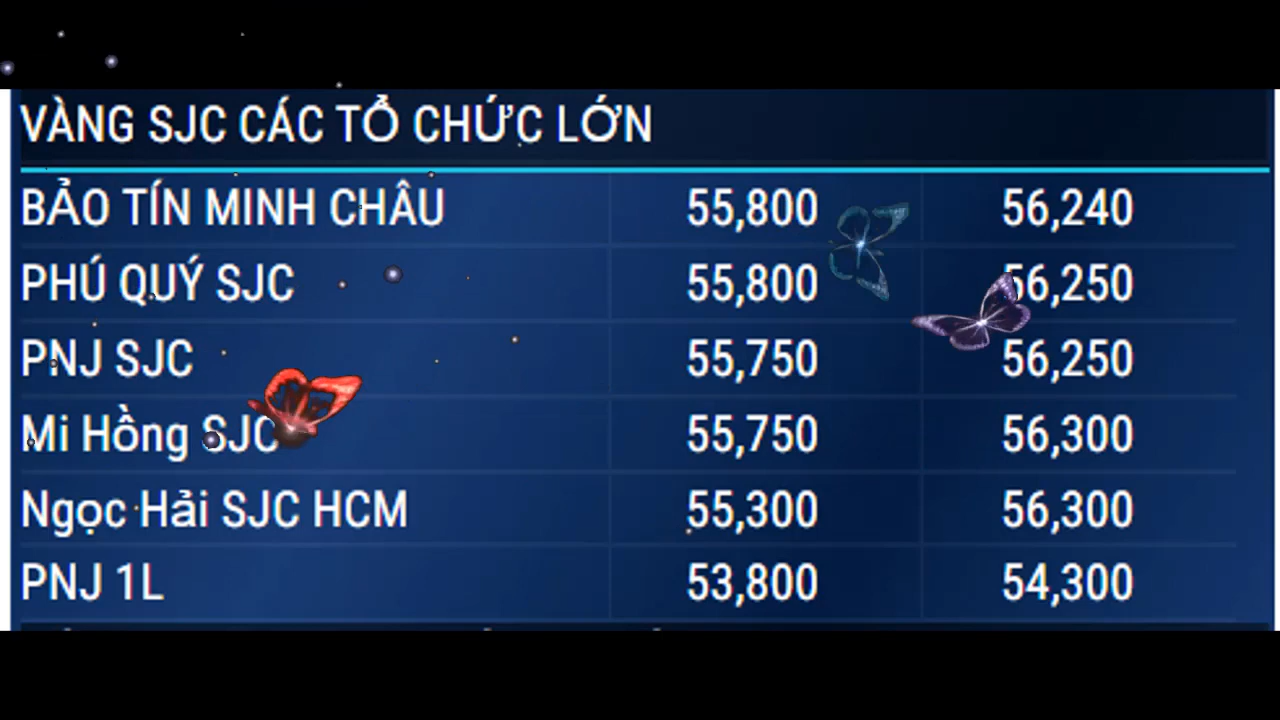 VÀNG SJC CÁC TỔ CHỨC LỚN
BẢO TÍN MINH CHÂU 55,800 56,240
PHÚ QUÝ SJC 55,800 56,250
PNJ SJC 55,750 56,250
Mi Hồng SJC 55,750 56,300
Ngọc Hải SJC HCM 55,300 56,300
PNJ 1L 53,800 54,300